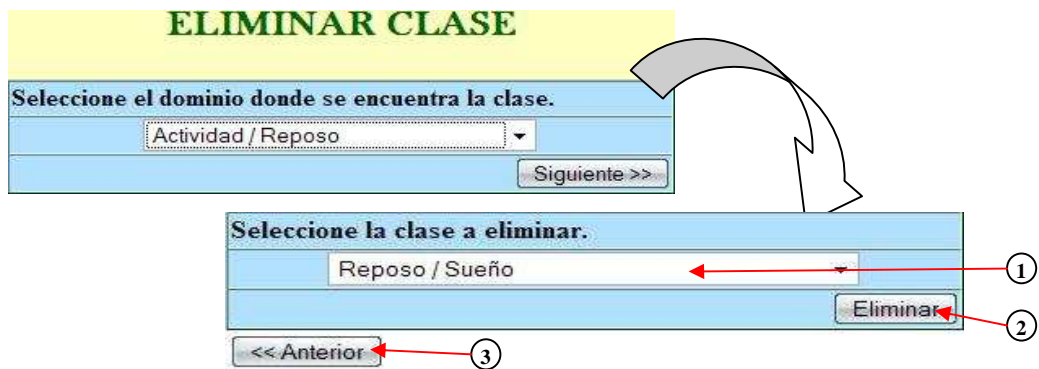 ELIMINAR CLASE
Seleccione el dominio donde se encuentra la clase.
Actividad / Reposo
Siguiente >>
Seleccione la clase a eliminar.
Reposo / Sueño
1
Eliminar
2
<< Anterior
3